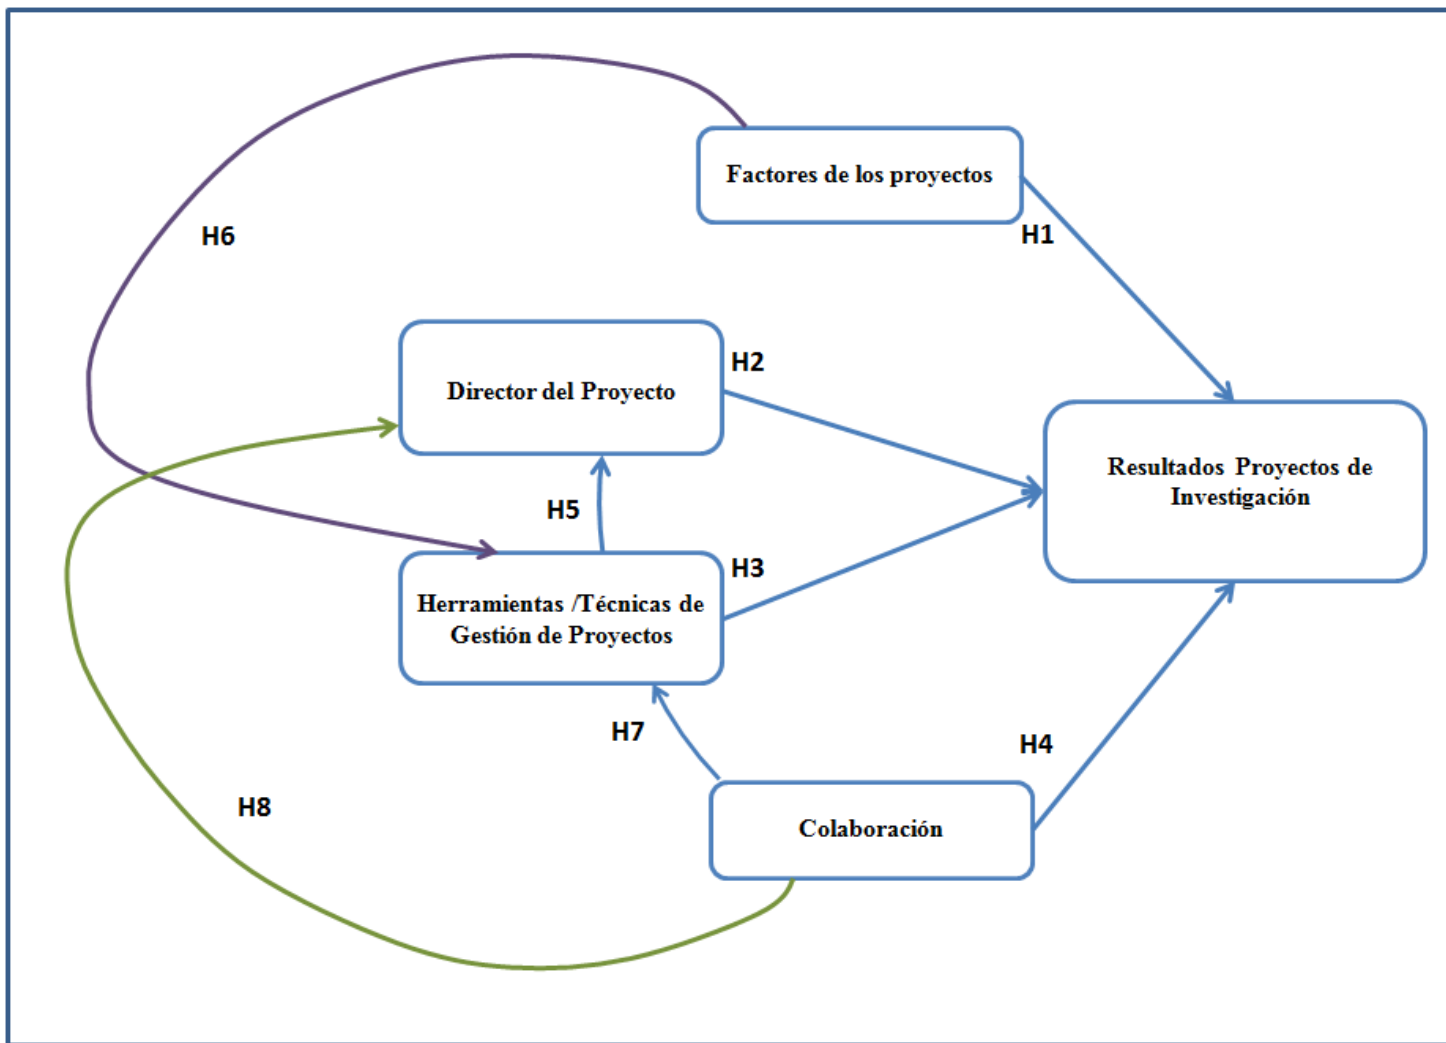 Factores de los proyectos
H6
H1
H2
Director del Proyecto
Resultados Proyectos de
Investigación
H5
H3
Herramientas /Técnicas de
Gestión de Proyectos
H7
H4
H8
Colaboración